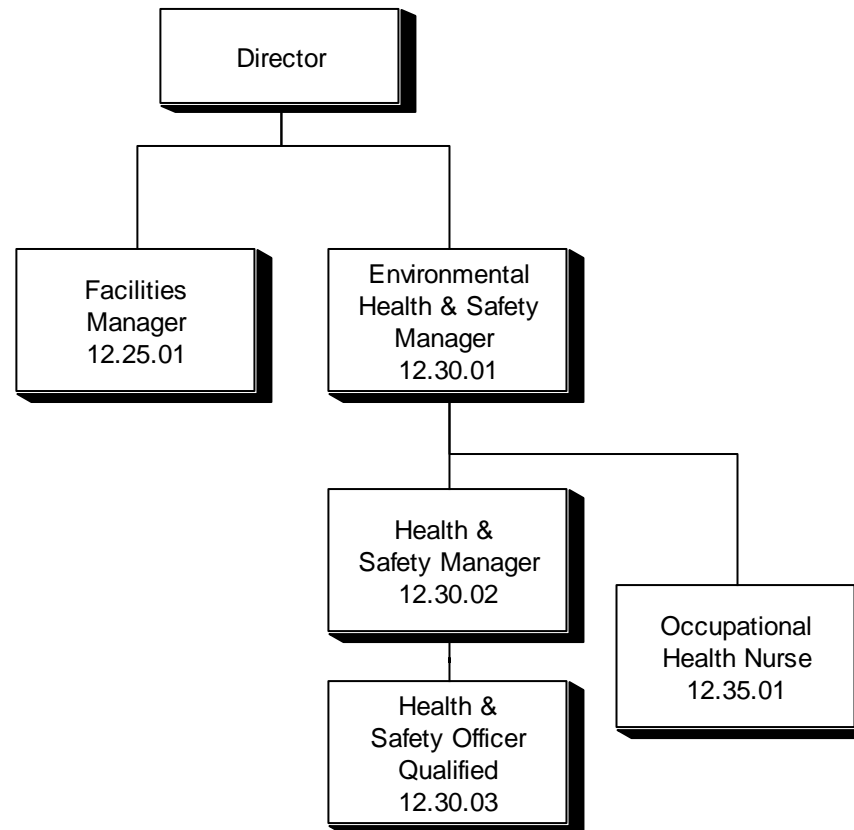 Director
Facilities
Manager
12.25.01
Environmental
Health & Safety
Manager
12.30.01
Health &
Safety Manager
12.30.02
Occupational
Health Nurse
12.35.01
Health &
Safety Officer
Qualified
12.30.03